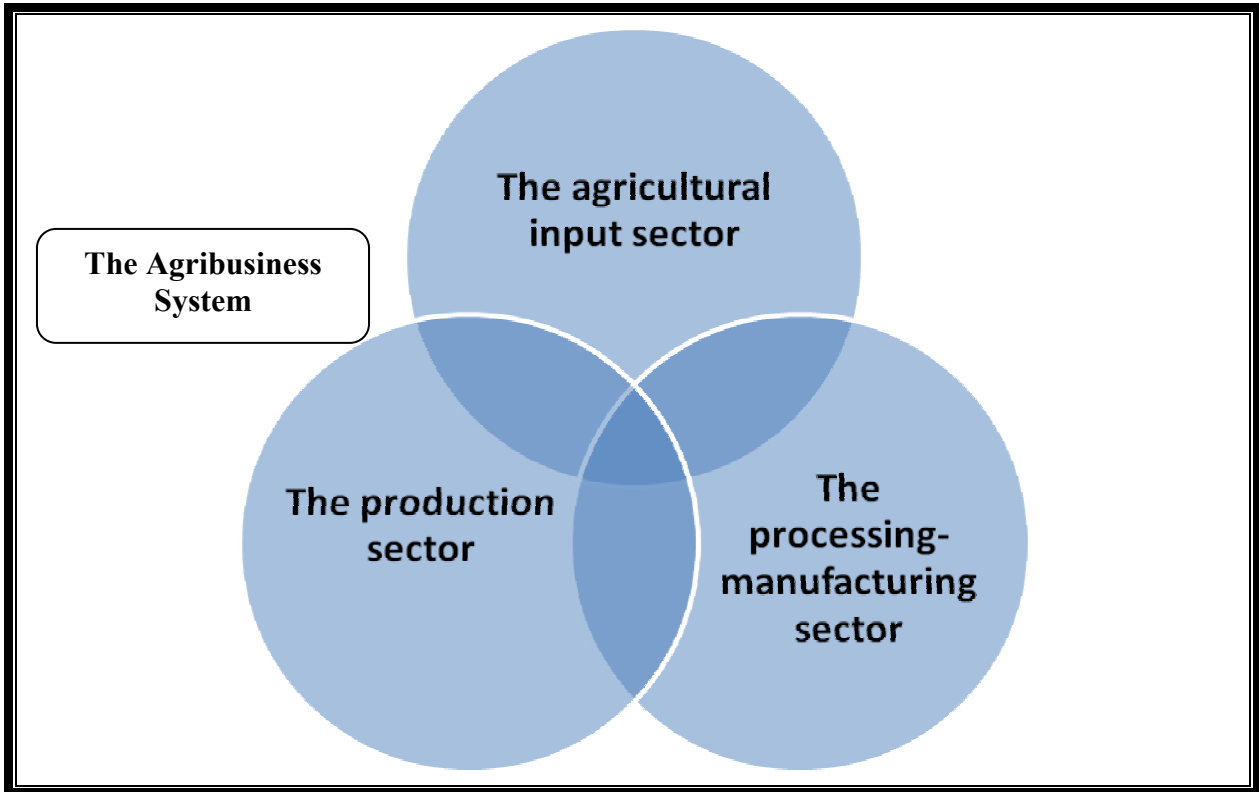 The agricultural
input sector
The Agribusiness
System
The production
sector
The
processing-
manufacturing
sector